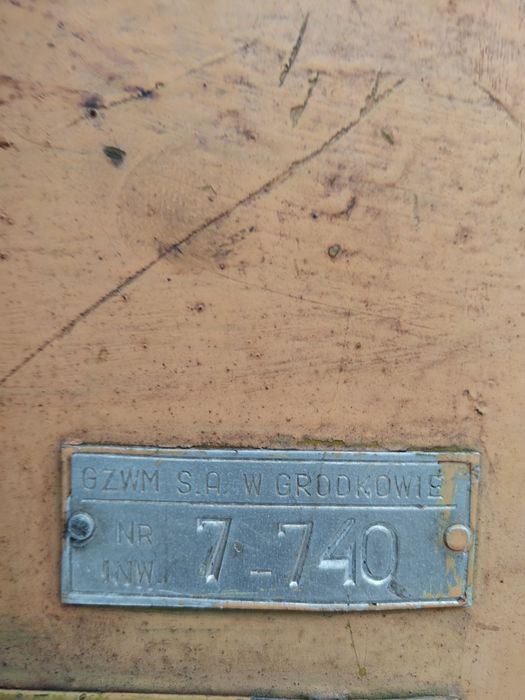 GZWM S.A. W GRODKOWIE
NR
INW. 7-740